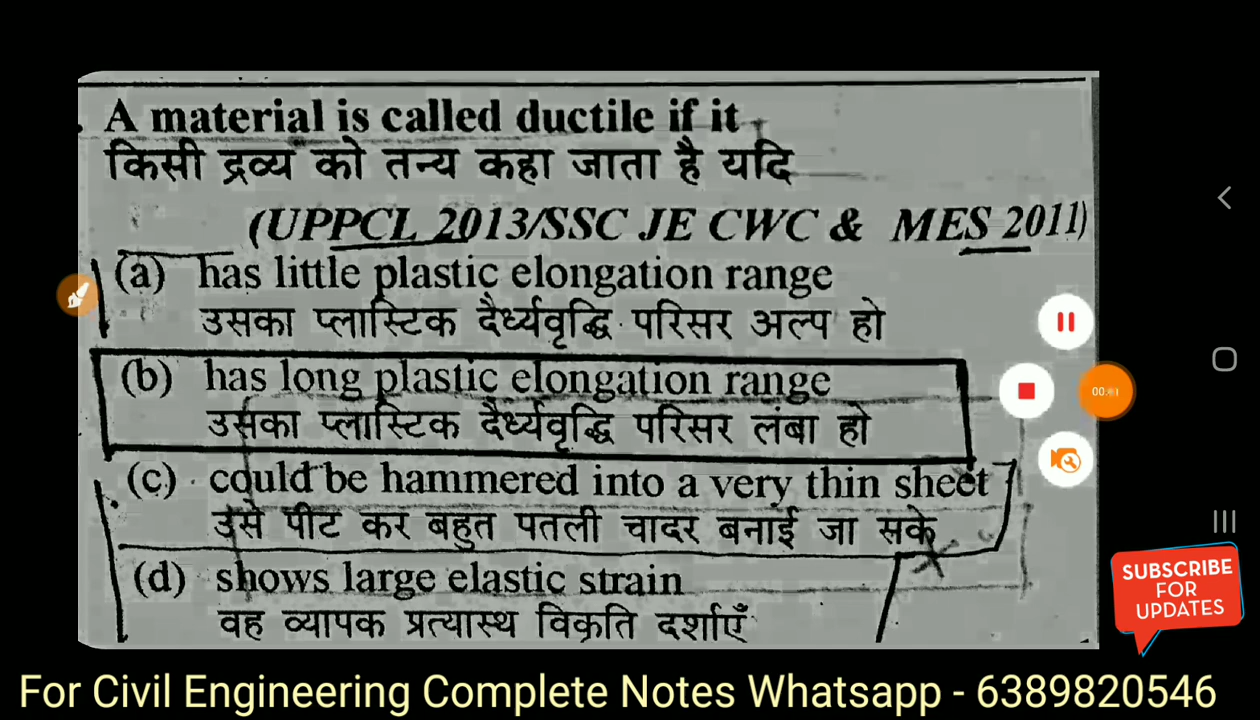 A material is called ductile if it
किसी द्रव्य को तन्य कहा जाता है यदि
(UPPCL 2013/SSC JE CWC & MES 2011)
(a) has little plastic elongation range
उसका प्लास्टिक दैर्ध्यवृद्धि परिसर अल्प हो
(b) has long plastic elongation range
उसका प्लास्टिक दैर्ध्यवृद्धि परिसर लंबा हो
(c) could be hammered into a very thin sheet
उसे पीट कर बहुत पतली चादर बनाई जा सके
(d) shows large elastic strain
वह व्यापक प्रत्यास्थ विकृति दर्शाएँ
SUBSCRIBE
FOR
UPDATES
For Civil Engineering Complete Notes Whatsapp - 6389820546